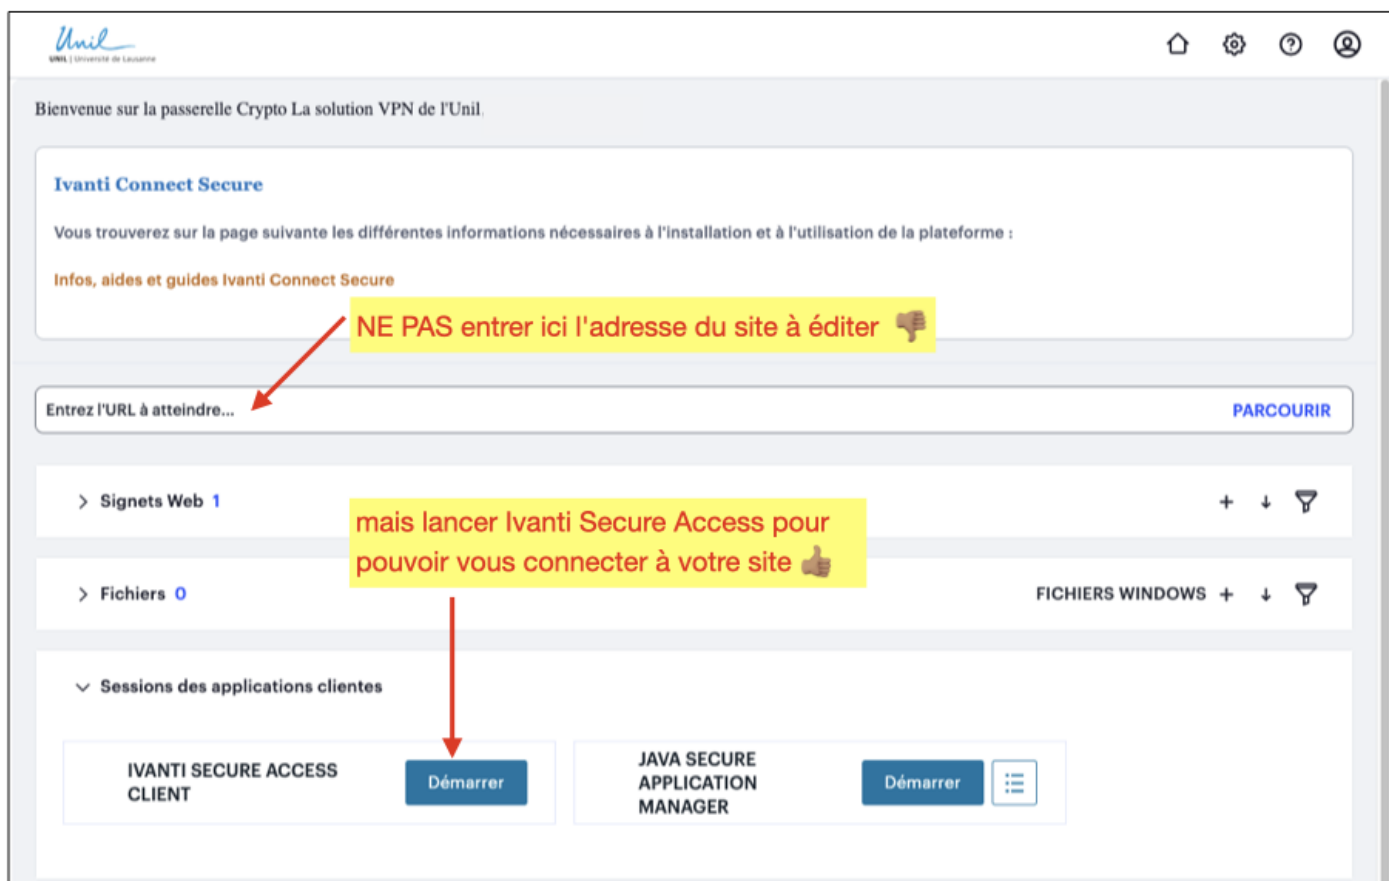 Unil
UNIL | Université de Lausanne
Bienvenue sur la passerelle Crypto La solution VPN de l'Unil.
Ivanti Connect Secure
Vous trouverez sur la page suivante les différentes informations nécessaires à l'installation et à l'utilisation de la plateforme :
Infos, aides et guides Ivanti Connect Secure
NE PAS entrer ici l'adresse du site à éditer 👎🏽
Entrez l'URL à atteindre...
PARCOURIR
Signets Web 1
mais lancer Ivanti Secure Access pour
pouvoir vous connecter à votre site 👍🏽
Fichiers 0
FICHIERS WINDOWS
Sessions des applications clientes
IVANTI SECURE ACCESS
CLIENT
Démarrer
JAVA SECURE
APPLICATION
MANAGER
Démarrer